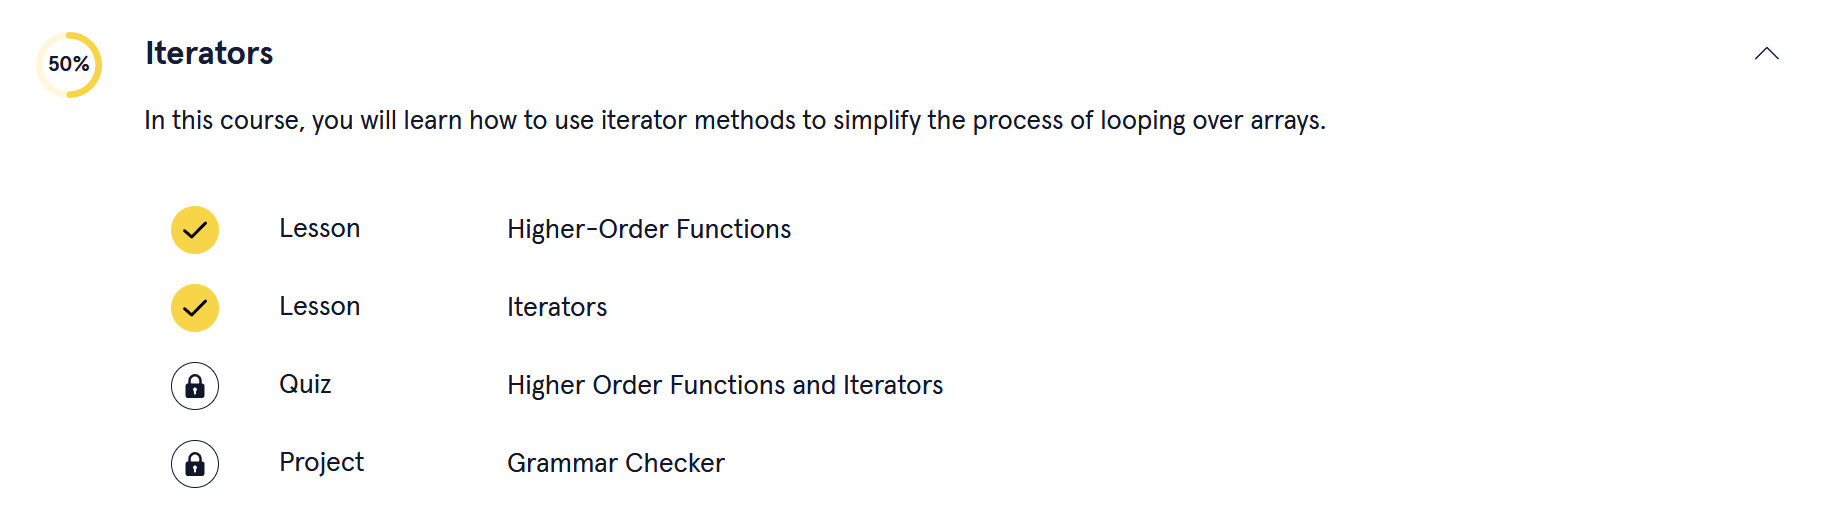 50%
Iterators
In this course, you will learn how to use iterator methods to simplify the process of looping over arrays.
Lesson Higher-Order Functions
Lesson Iterators
Quiz Higher Order Functions and Iterators
Project Grammar Checker